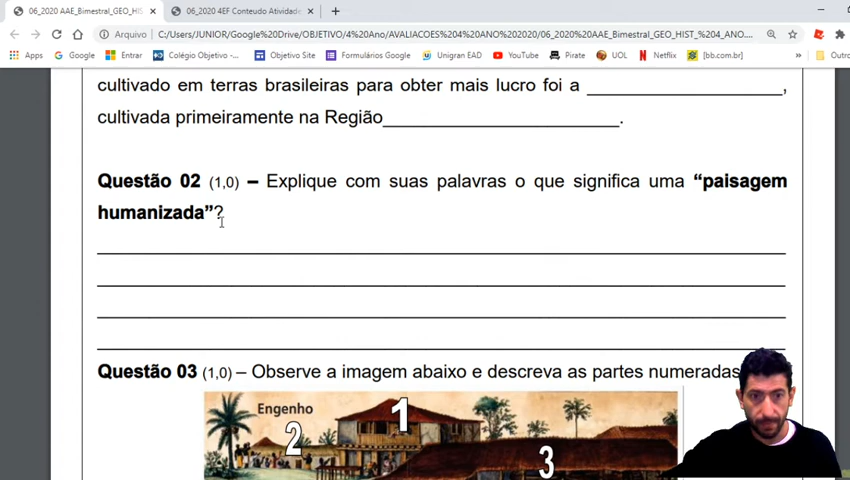 06_2020 AAE_Bimestral_GEO_HIS
06_2020 4EF Conteudo Atividad
Arquivo
C:/Users/JUNIOR/Google%20Drive/OBJETIVO/4%20Ano/AVALIACOES%204%20ANO%202020/06_2020%20AAE_Bimestral_GEO_HIST_%204_ANO....
Apps
Google
Entrar
Colégio Objetivo -...
Objetivo Site
Formulários Google
Unigran EAD
YouTube
Pirate
UOL
Netflix
[bb.com.br]
Outro
cultivado em terras brasileiras para obter mais lucro foi a ____________________,
cultivada primeiramente na Região________________________.
Questão 02 (1,0) – Explique com suas palavras o que significa uma “paisagem
humanizada”?
Questão 03 (1,0) – Observe a imagem abaixo e descreva as partes numeradas
Engenho
1
2
3